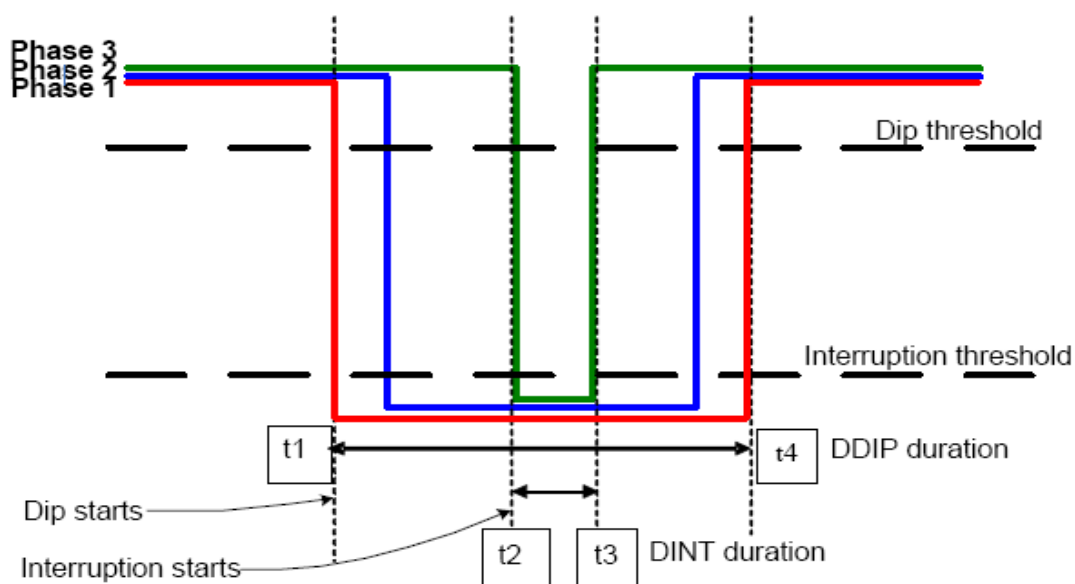 Phase 3
Phase 2
Phase 1
Dip threshold
Interruption threshold
t1
t4
DDIP duration
Dip starts
t2
t3
DINT duration
Interruption starts